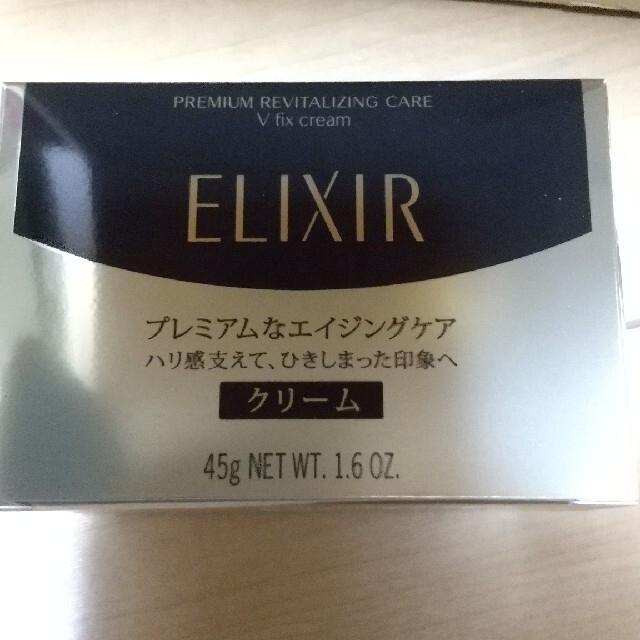 PREMIUM REVITALIZING CARE
V fix cream
ELIXIR
プレミアムなエイジングケア
ハリ感支えて、ひきしまった印象へ
クリーム
45g NET WT. 1.6 OZ.